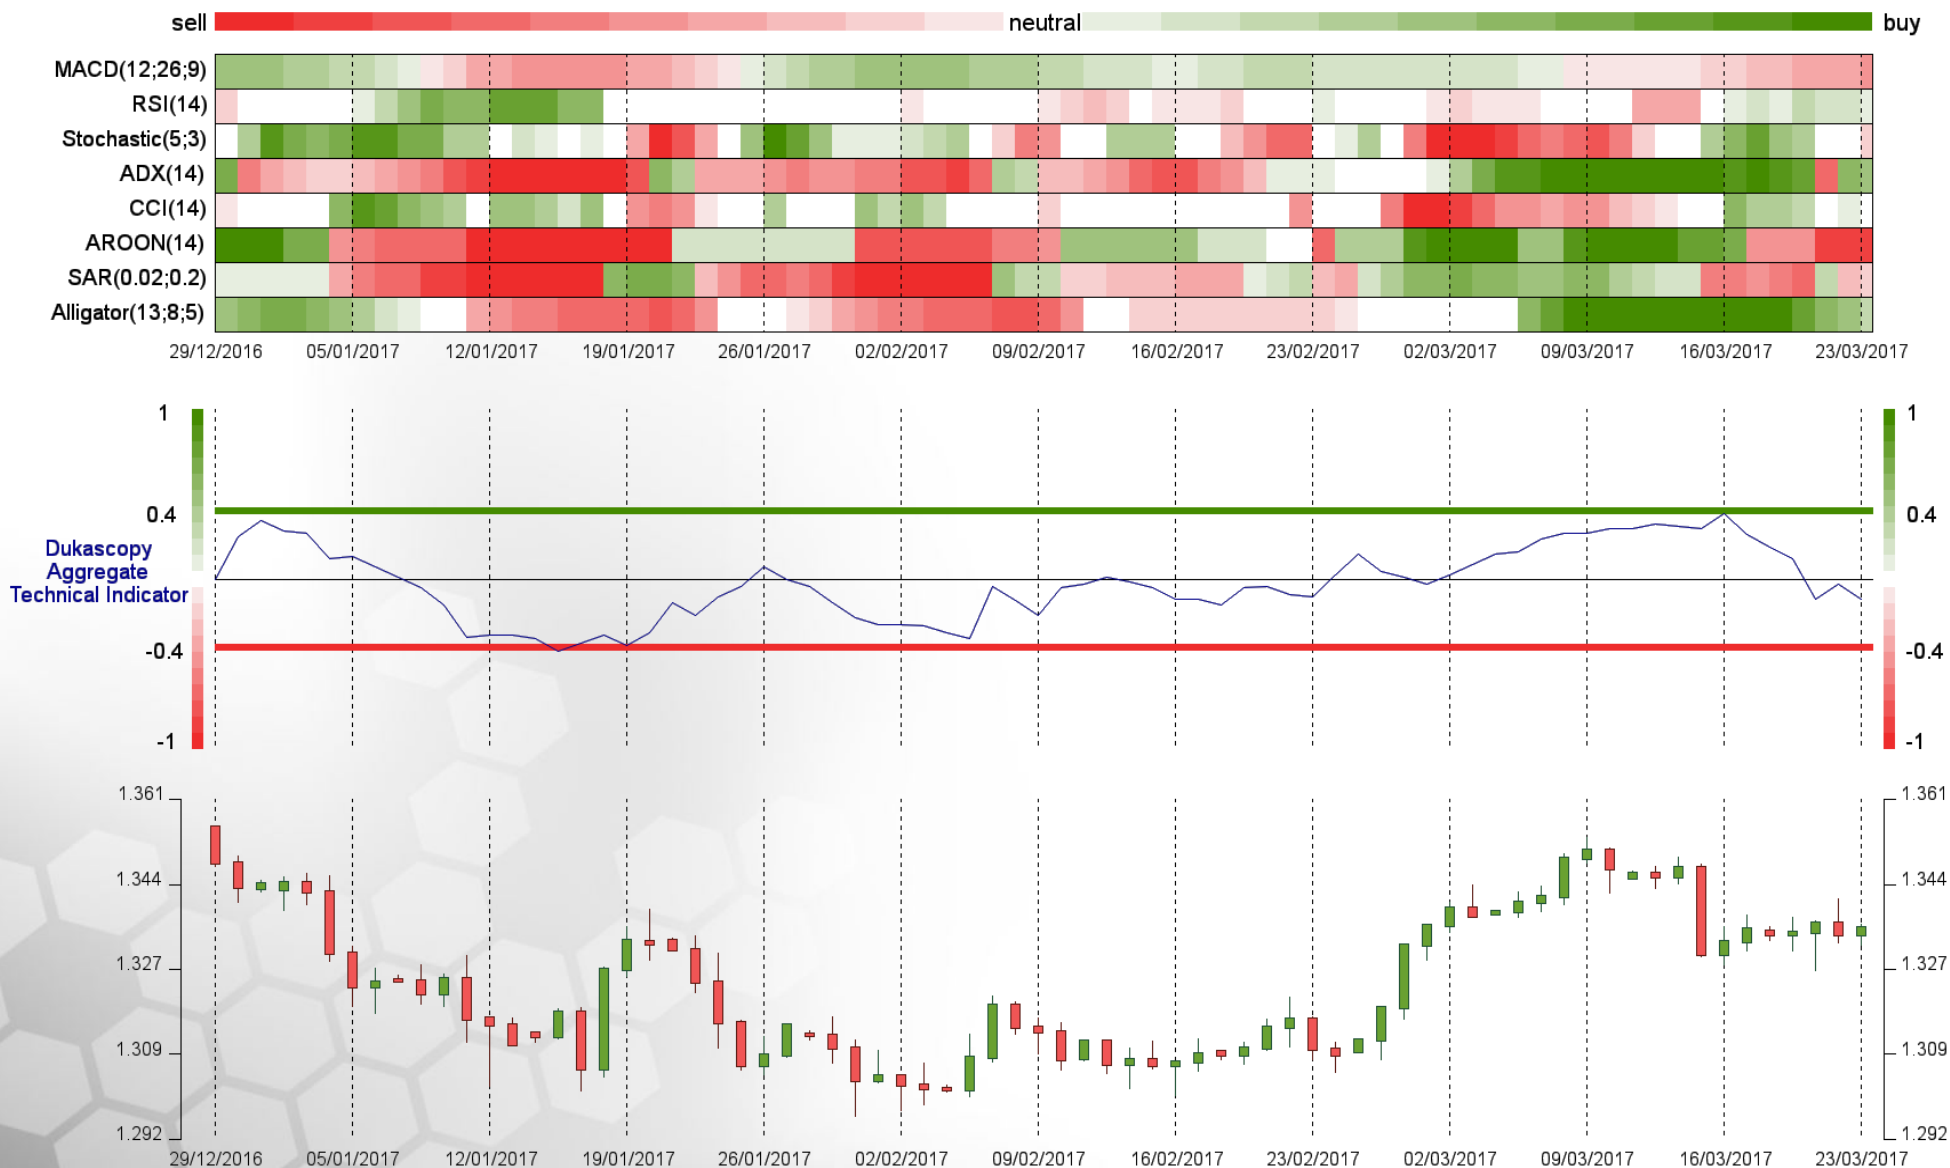 sell neutral buy
MACD(12;26;9)
RSI(14)
Stochastic(5;3)
ADX(14)
CCI(14)
AROON(14)
SAR(0.02;0.2)
Alligator(13;8;5)
29/12/2016 05/01/2017 12/01/2017 19/01/2017 26/01/2017 02/02/2017 09/02/2017 16/02/2017 23/02/2017 02/03/2017 09/03/2017 16/03/2017 23/03/2017
1 1
0.4 0.4
Dukascopy
Aggregate
Technical Indicator
-0.4 -0.4
-1 -1
1.361 1.361
1.344 1.344
1.327 1.327
1.309 1.309
1.292 1.292
29/12/2016 05/01/2017 12/01/2017 19/01/2017 26/01/2017 02/02/2017 09/02/2017 16/02/2017 23/02/2017 02/03/2017 09/03/2017 16/03/2017 23/03/2017